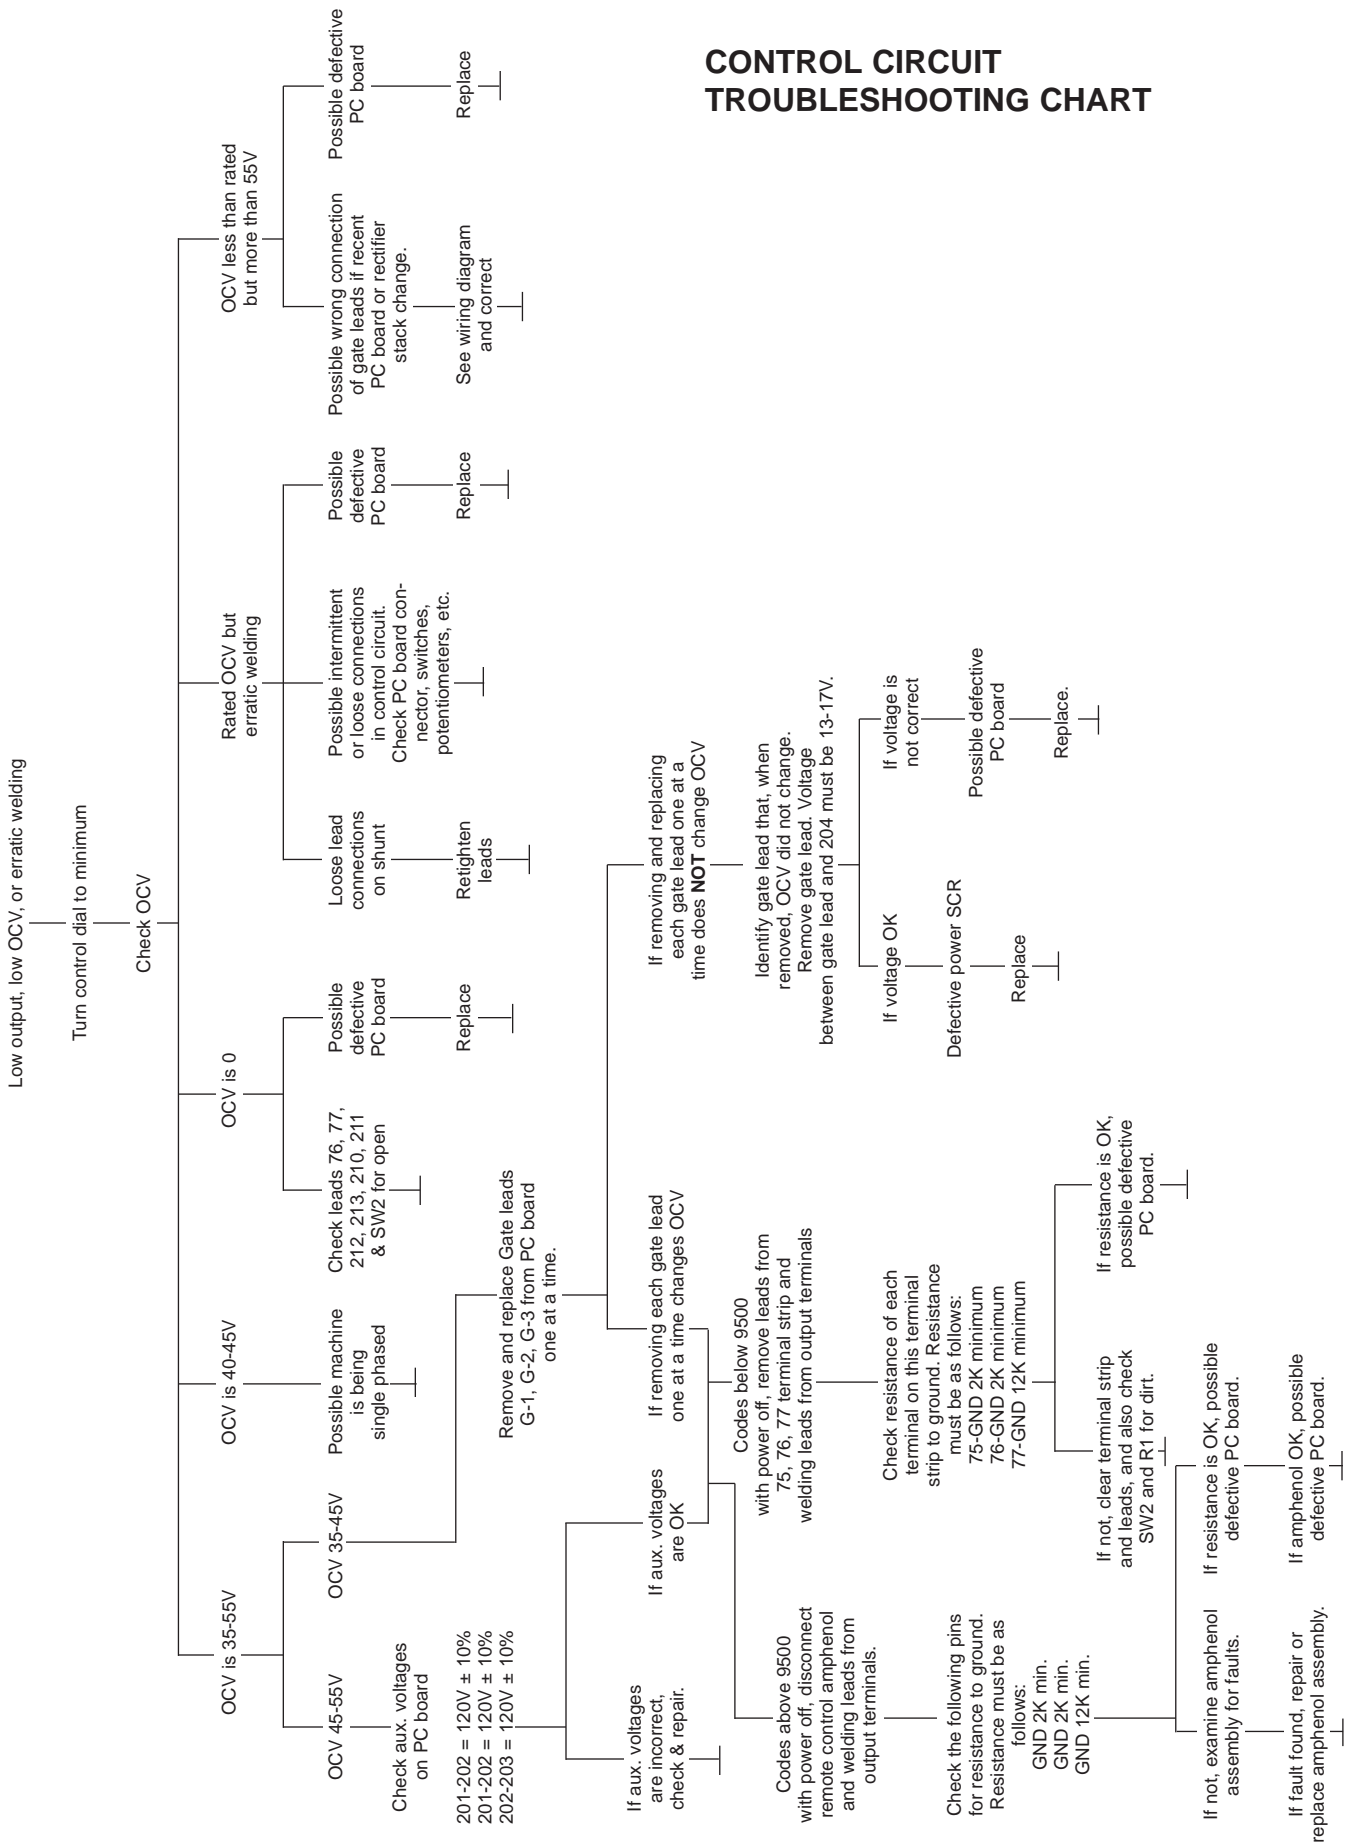 CONTROL CIRCUIT
TROUBLESHOOTING CHART
Low output, low OCV, or erratic welding
Turn control dial to minimum
Check OCV
OCV is 35-55V
OCV is 40-45V
OCV is 0
Rated OCV but
erratic welding
OCV less than rated
but more than 55V
OCV 45-55V
OCV 35-45V
Possible machine
is being
single phased
Check leads 76, 77,
212, 213, 210, 211
& SW2 for open
Possible
defective
PC board
Replace
Loose lead
connections
on shunt
Retighten
leads
Possible intermittent
or loose connections
in control circuit.
Check PC board con-
nector, switches,
potentiometers, etc.
Possible
defective
PC board
Replace
Possible wrong connection
of gate leads if recent
PC board or rectifier
stack change.
See wiring diagram
and correct
Possible defective
PC board
Replace
Check aux. voltages
on PC board
201-202 = 120V ± 10%
201-202 = 120V ± 10%
202-203 = 120V ± 10%
Remove and replace Gate leads
G-1, G-2, G-3 from PC board
one at a time.
If aux. voltages
are incorrect,
check & repair.
If aux. voltages
are OK
If removing each gate lead
one at a time changes OCV
If removing and replacing
each gate lead one at a
time does NOT change OCV
Codes above 9500
with power off, disconnect
remote control amphenol
and welding leads from
output terminals.
Codes below 9500
with power off, remove leads from
75, 76, 77 terminal strip and
welding leads from output terminals
Identify gate lead that, when
removed, OCV did not change.
Remove gate lead. Voltage
between gate lead and 204 must be 13-17V.
If voltage OK
Defective power SCR
Replace
If voltage is
not correct
Possible defective
PC board
Replace.
Check the following pins
for resistance to ground.
Resistance must be as
follows:
GND 2K min.
GND 2K min.
GND 12K min.
Check resistance of each
terminal on this terminal
strip to ground. Resistance
must be as follows:
75-GND 2K minimum
76-GND 2K minimum
77-GND 12K minimum
If not, clear terminal strip
and leads, and also check
SW2 and R1 for dirt.
If resistance is OK,
possible defective
PC board.
If not, examine amphenol
assembly for faults.
If resistance is OK, possible
defective PC board.
If fault found, repair or
replace amphenol assembly.
If amphenol OK, possible
defective PC board.